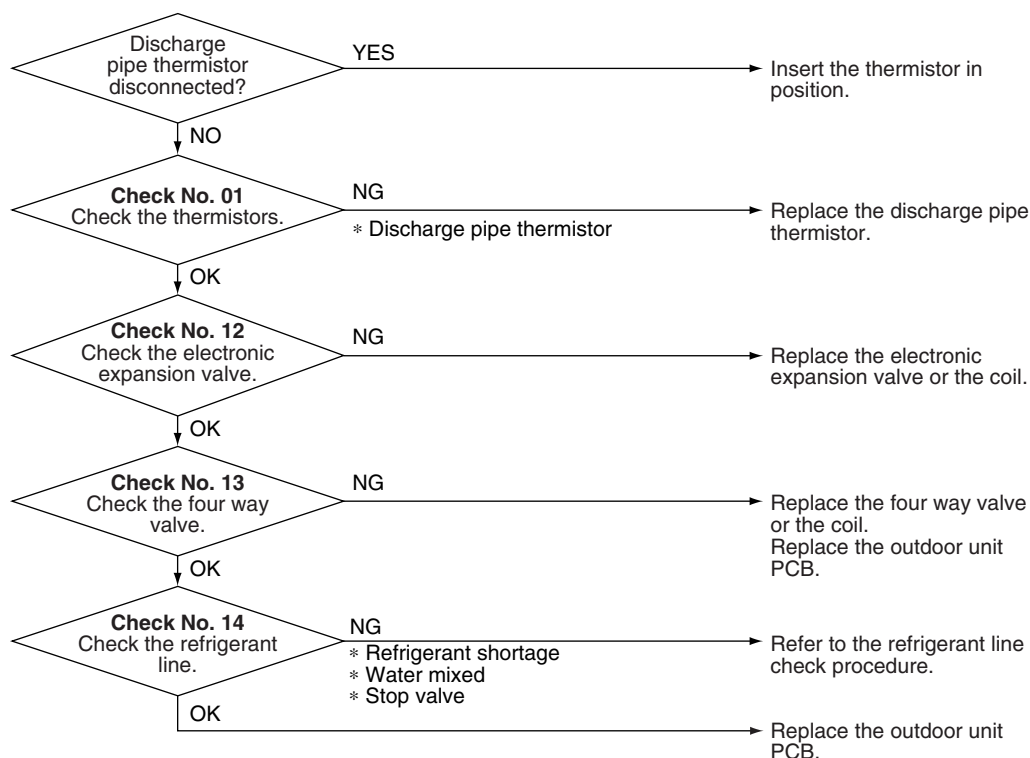 Discharge
pipe thermistor
disconnected?
YES
Insert the thermistor in
position.
NO
Check No. 01
Check the thermistors.
NG
∗ Discharge pipe thermistor
Replace the discharge pipe
thermistor.
OK
Check No. 12
Check the electronic
expansion valve.
NG
Replace the electronic
expansion valve or the coil.
OK
Check No. 13
Check the four way
valve.
NG
Replace the four way valve
or the coil.
Replace the outdoor unit
PCB.
OK
Check No. 14
Check the refrigerant
line.
NG
∗ Refrigerant shortage
∗ Water mixed
∗ Stop valve
Refer to the refrigerant line
check procedure.
OK
Replace the outdoor unit
PCB.